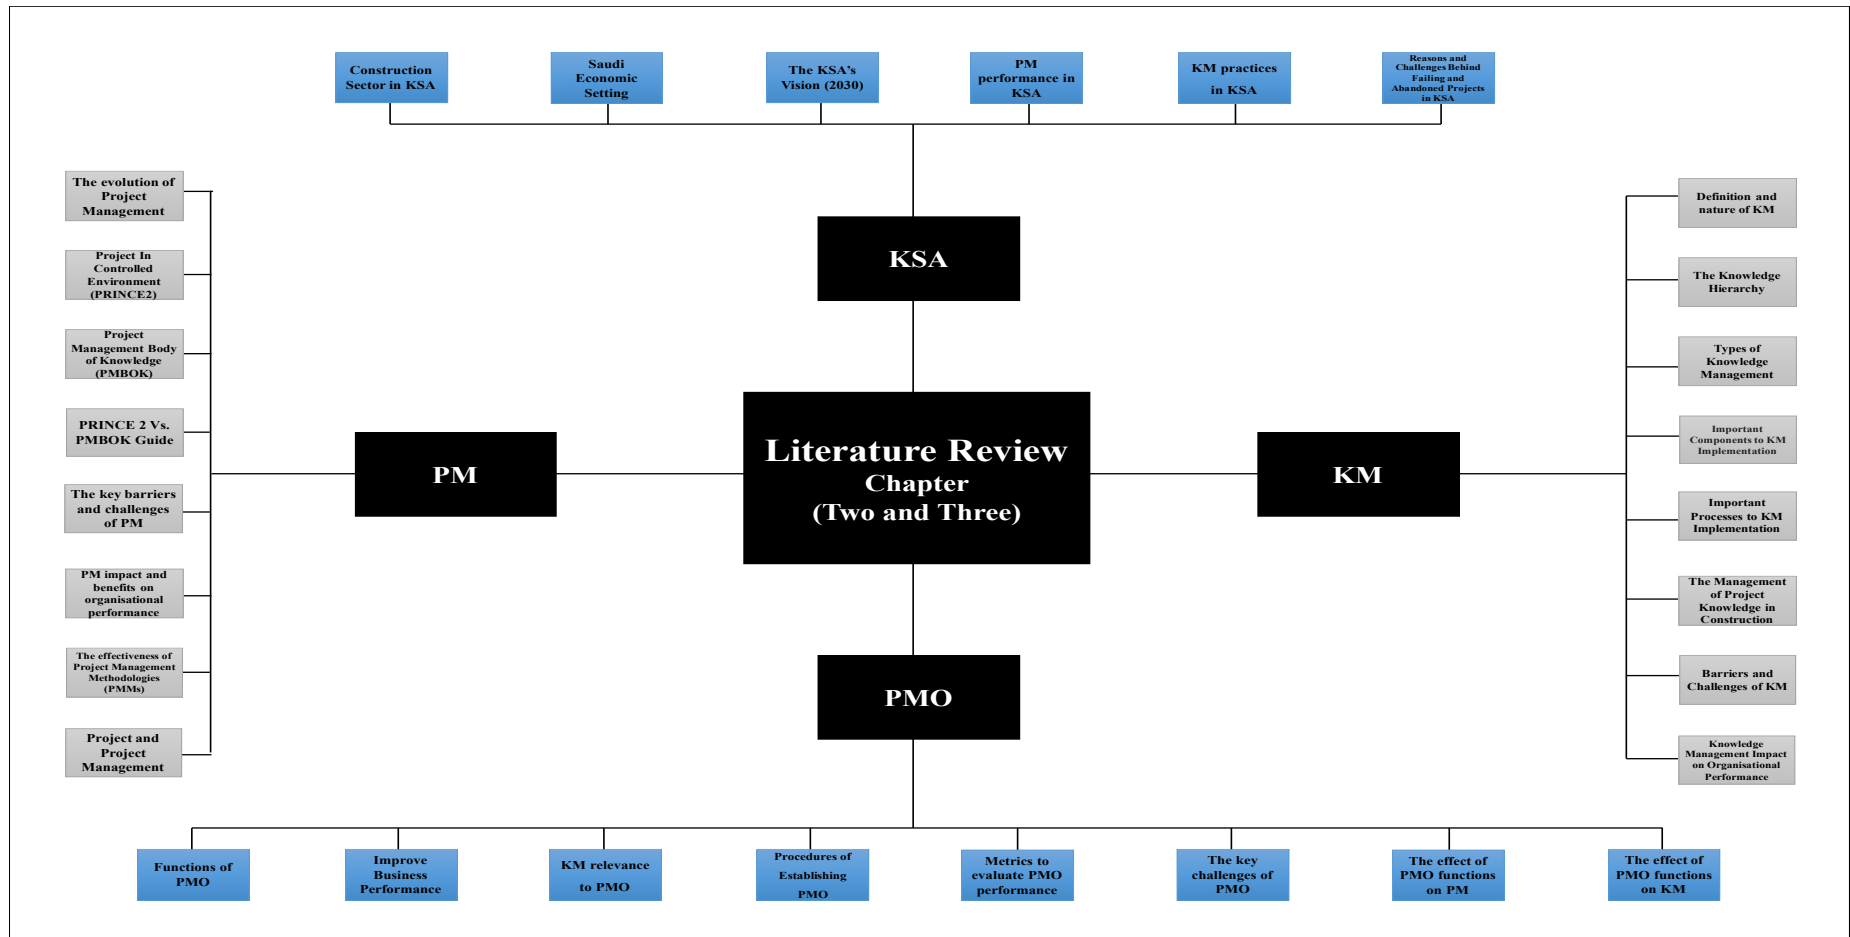 Construction
Sector in KSA
Saudi
Economic
Setting
The KSA's
Vision (2030)
PM
performance in
KSA
KM practices
in KSA
Reasons and
Challenges Behind
Failing and
Abandoned Projects
in KSA
KSA
The evolution of
Project
Management
Project In
Controlled
Environment
(PRINCE2)
Project
Management Body
of Knowledge
(PMBOK)
PRINCE 2 Vs.
PMBOK Guide
The key barriers
and challenges
of PM
PM impact and
benefits on
organisational
performance
The effectiveness of
Project Management
Methodologies
(PMMs)
Project and
Project
Management
PM
Literature Review
Chapter
(Two and Three)
KM
Definition and
nature of KM
The Knowledge
Hierarchy
Types of
Knowledge
Management
Important
Components to KM
Implementation
Important
Processes to KM
Implementation
The Management
of Project
Knowledge in
Construction
Barriers and
Challenges of KM
Knowledge
Management Impact
on Organisational
Performance
PMO
Functions of
PMO
Improve
Business
Performance
KM relevance
to PMO
Procedures of
Establishing
PMO
Metrics to
evaluate PMO
performance
The key
challenges of
PMO
The effect of
PMO functions
on PM
The effect of
PMO functions
on KM